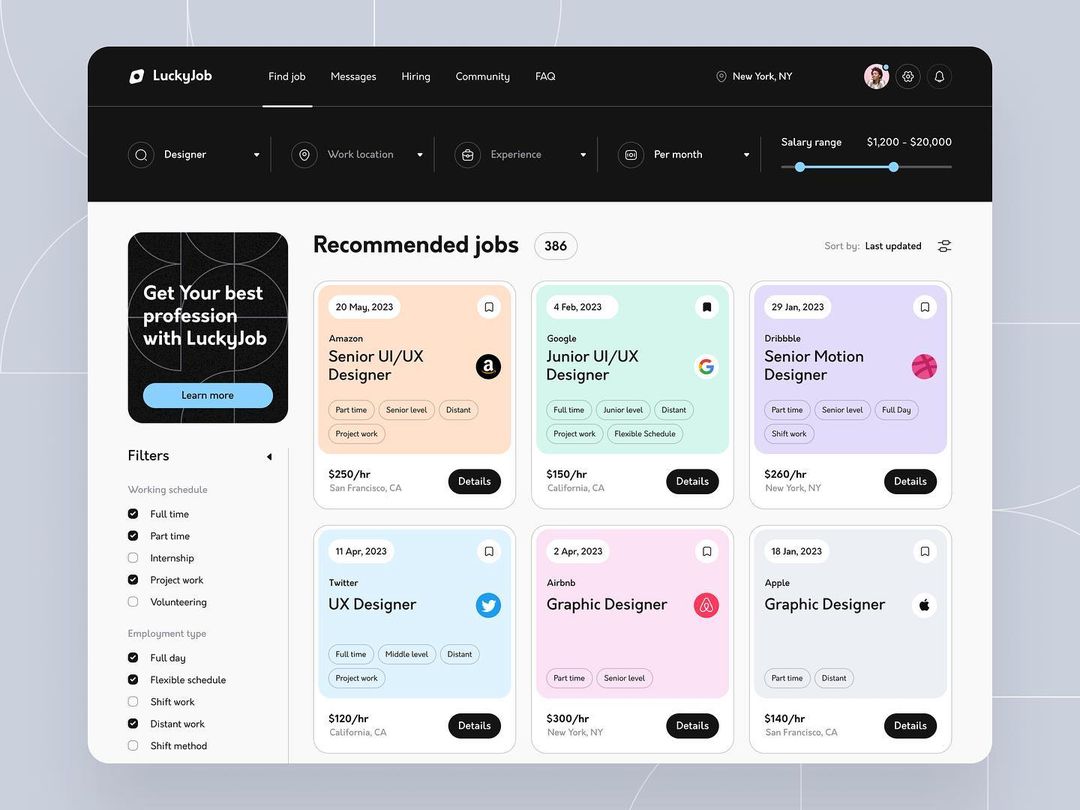 LuckyJob
Find job
Messages
Hiring
Community
FAQ
New York, NY
Designer
Work location
Experience
Per month
Salary range
$1,200 - $20,000
Get Your best
profession
with LuckyJob
Learn more
Filters
Working schedule
Full time
Part time
Internship
Project work
Volunteering
Employment type
Full day
Flexible schedule
Shift work
Distant work
Shift method
Recommended jobs
386
Sort by: Last updated
20 May, 2023
Amazon
Senior UI/UX
Designer
a
Part time
Senior level
Distant
Project work
$250/hr
San Francisco, CA
Details
4 Feb, 2023
Google
Junior UI/UX
Designer
G
Full time
Junior level
Distant
Project work
Flexible Schedule
$150/hr
California, CA
Details
29 Jan, 2023
Dribbble
Senior Motion
Designer
Part time
Senior level
Full Day
Shift work
$260/hr
New York, NY
Details
11 Apr, 2023
Twitter
UX Designer
Full time
Middle level
Distant
Project work
$120/hr
California, CA
Details
2 Apr, 2023
Airbnb
Graphic Designer
Part time
Senior level
$300/hr
New York, NY
Details
18 Jan, 2023
Apple
Graphic Designer
Part time
Distant
$140/hr
San Francisco, CA
Details